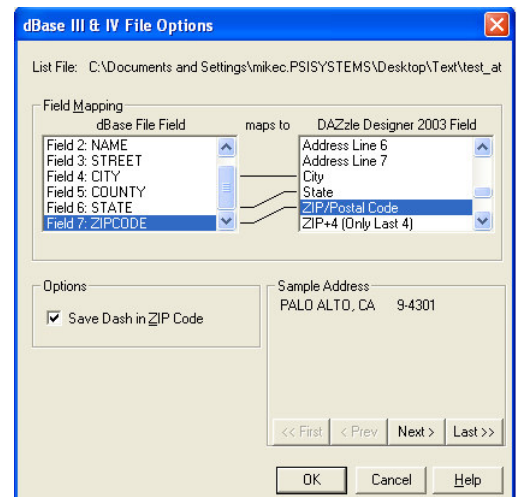 dBase III & IV File Options
List File: C:\Documents and Settings\mikec.PSISYSTEMS\Desktop\Text\test_at
Field Mapping
dBase File Field maps to DAZzle Designer 2003 Field
Field 2: NAME
Field 3: STREET
Field 4: CITY
Field 5: COUNTY
Field 6: STATE
Field 7: ZIPCODE
Address Line 6
Address Line 7
City
State
ZIP/Postal Code
ZIP+4 (Only Last 4)
Options
Save Dash in ZIP Code
Sample Address
PALO ALTO, CA 9-4301
<< First < Prev Next > Last >>
OK Cancel Help